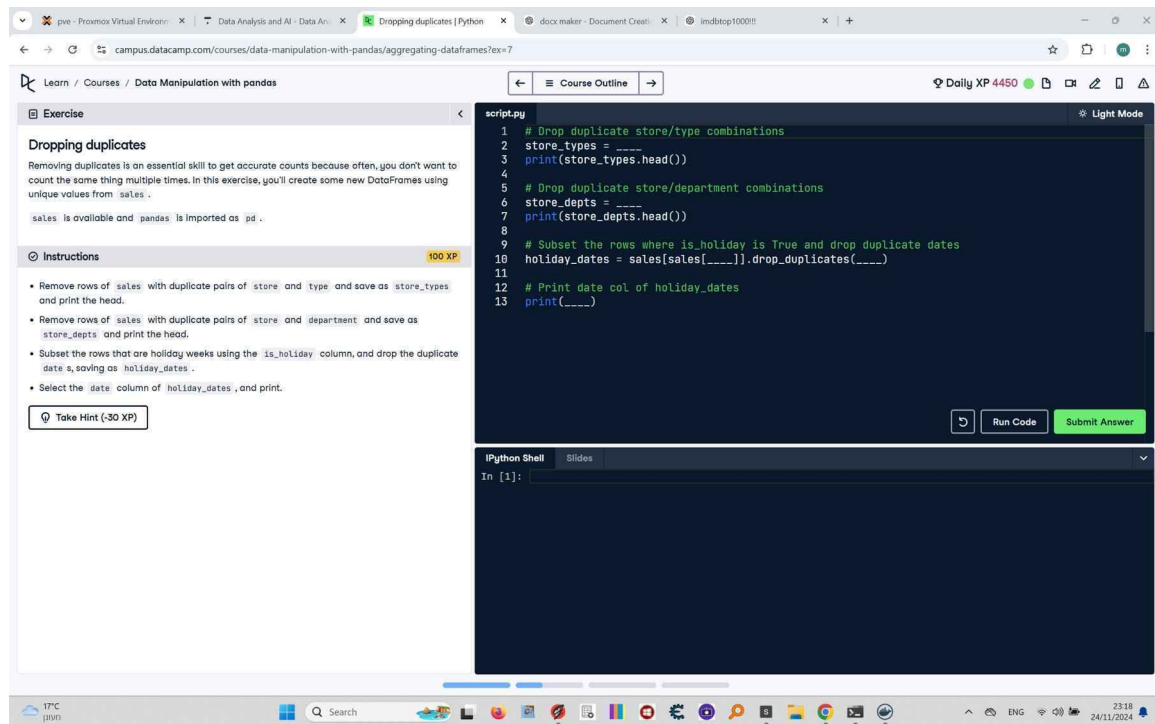 pve - Proxmox Virtual Environm
Data Analysis and AI - Data An
Dropping duplicates | Python
docx maker - Document Creati
imdbtop1000!!!
campus.datacamp.com/courses/data-manipulation-with-pandas/aggregating-dataframes?ex=7
m
Learn / Courses / Data Manipulation with pandas
Course Outline
Daily XP 4450
Exercise
Dropping duplicates
Removing duplicates is an essential skill to get accurate counts because often, you don't want to
count the same thing multiple times. In this exercise, you'll create some new DataFrames using
unique values from sales .
sales is available and pandas is imported as pd .
Instructions
100 XP
• Remove rows of sales with duplicate pairs of store and type and save as store_types
and print the head.
• Remove rows of sales with duplicate pairs of store and department and save as
store_depts and print the head.
• Subset the rows that are holiday weeks using the is_holiday column, and drop the duplicate
date s, saving as holiday_dates .
• Select the date column of holiday_dates , and print.
Take Hint (-30 XP)
script.py
Light Mode
1 # Drop duplicate store/type combinations
2 store_types = ____
3 print(store_types.head())
4
5 # Drop duplicate store/department combinations
6 store_depts = ____
7 print(store_depts.head())
8
9 # Subset the rows where is_holiday is True and drop duplicate dates
10 holiday_dates = sales[sales[____]].drop_duplicates(____)
11
12 # Print date col of holiday_dates
13 print(____)
Run Code
Submit Answer
IPython Shell
Slides
In [1]:
17°C
Search
ENG
23:18
24/11/2024